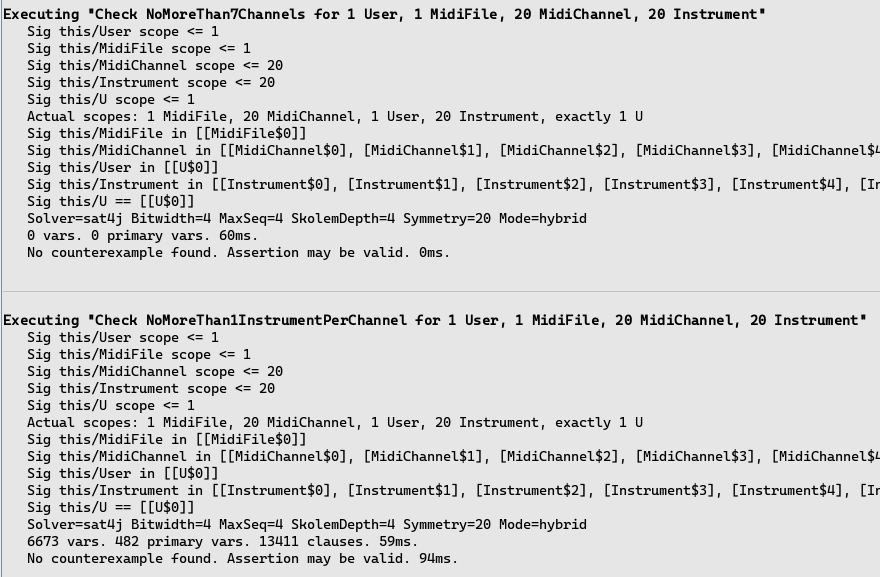 Executing "Check NoMoreThan7Channels for 1 User, 1 MidiFile, 20 MidiChannel, 20 Instrument"
Sig this/User scope <= 1
Sig this/MidiFile scope <= 1
Sig this/MidiChannel scope <= 20
Sig this/Instrument scope <= 20
Sig this/U scope <= 1
Actual scopes: 1 MidiFile, 20 MidiChannel, 1 User, 20 Instrument, exactly 1 U
Sig this/MidiFile in [[MidiFile$0]]
Sig this/MidiChannel in [[MidiChannel$0], [MidiChannel$1], [MidiChannel$2], [MidiChannel$3], [MidiChannel$4
Sig this/User in [[U$0]]
Sig this/Instrument in [[Instrument$0], [Instrument$1], [Instrument$2], [Instrument$3], [Instrument$4], [In
Sig this/U == [[U$0]]
Solver=sat4j Bitwidth=4 MaxSeq=4 SkolemDepth=4 Symmetry=20 Mode=hybrid
0 vars. 0 primary vars. 60ms.
No counterexample found. Assertion may be valid. 0ms.
Executing "Check NoMoreThan1InstrumentPerChannel for 1 User, 1 MidiFile, 20 MidiChannel, 20 Instrument"
Sig this/User scope <= 1
Sig this/MidiFile scope <= 1
Sig this/MidiChannel scope <= 20
Sig this/Instrument scope <= 20
Sig this/U scope <= 1
Actual scopes: 1 MidiFile, 20 MidiChannel, 1 User, 20 Instrument, exactly 1 U
Sig this/MidiFile in [[MidiFile$0]]
Sig this/MidiChannel in [[MidiChannel$0], [MidiChannel$1], [MidiChannel$2], [MidiChannel$3], [MidiChannel$4
Sig this/User in [[U$0]]
Sig this/Instrument in [[Instrument$0], [Instrument$1], [Instrument$2], [Instrument$3], [Instrument$4], [In
Sig this/U == [[U$0]]
Solver=sat4j Bitwidth=4 MaxSeq=4 SkolemDepth=4 Symmetry=20 Mode=hybrid
6673 vars. 482 primary vars. 13411 clauses. 59ms.
No counterexample found. Assertion may be valid. 94ms.